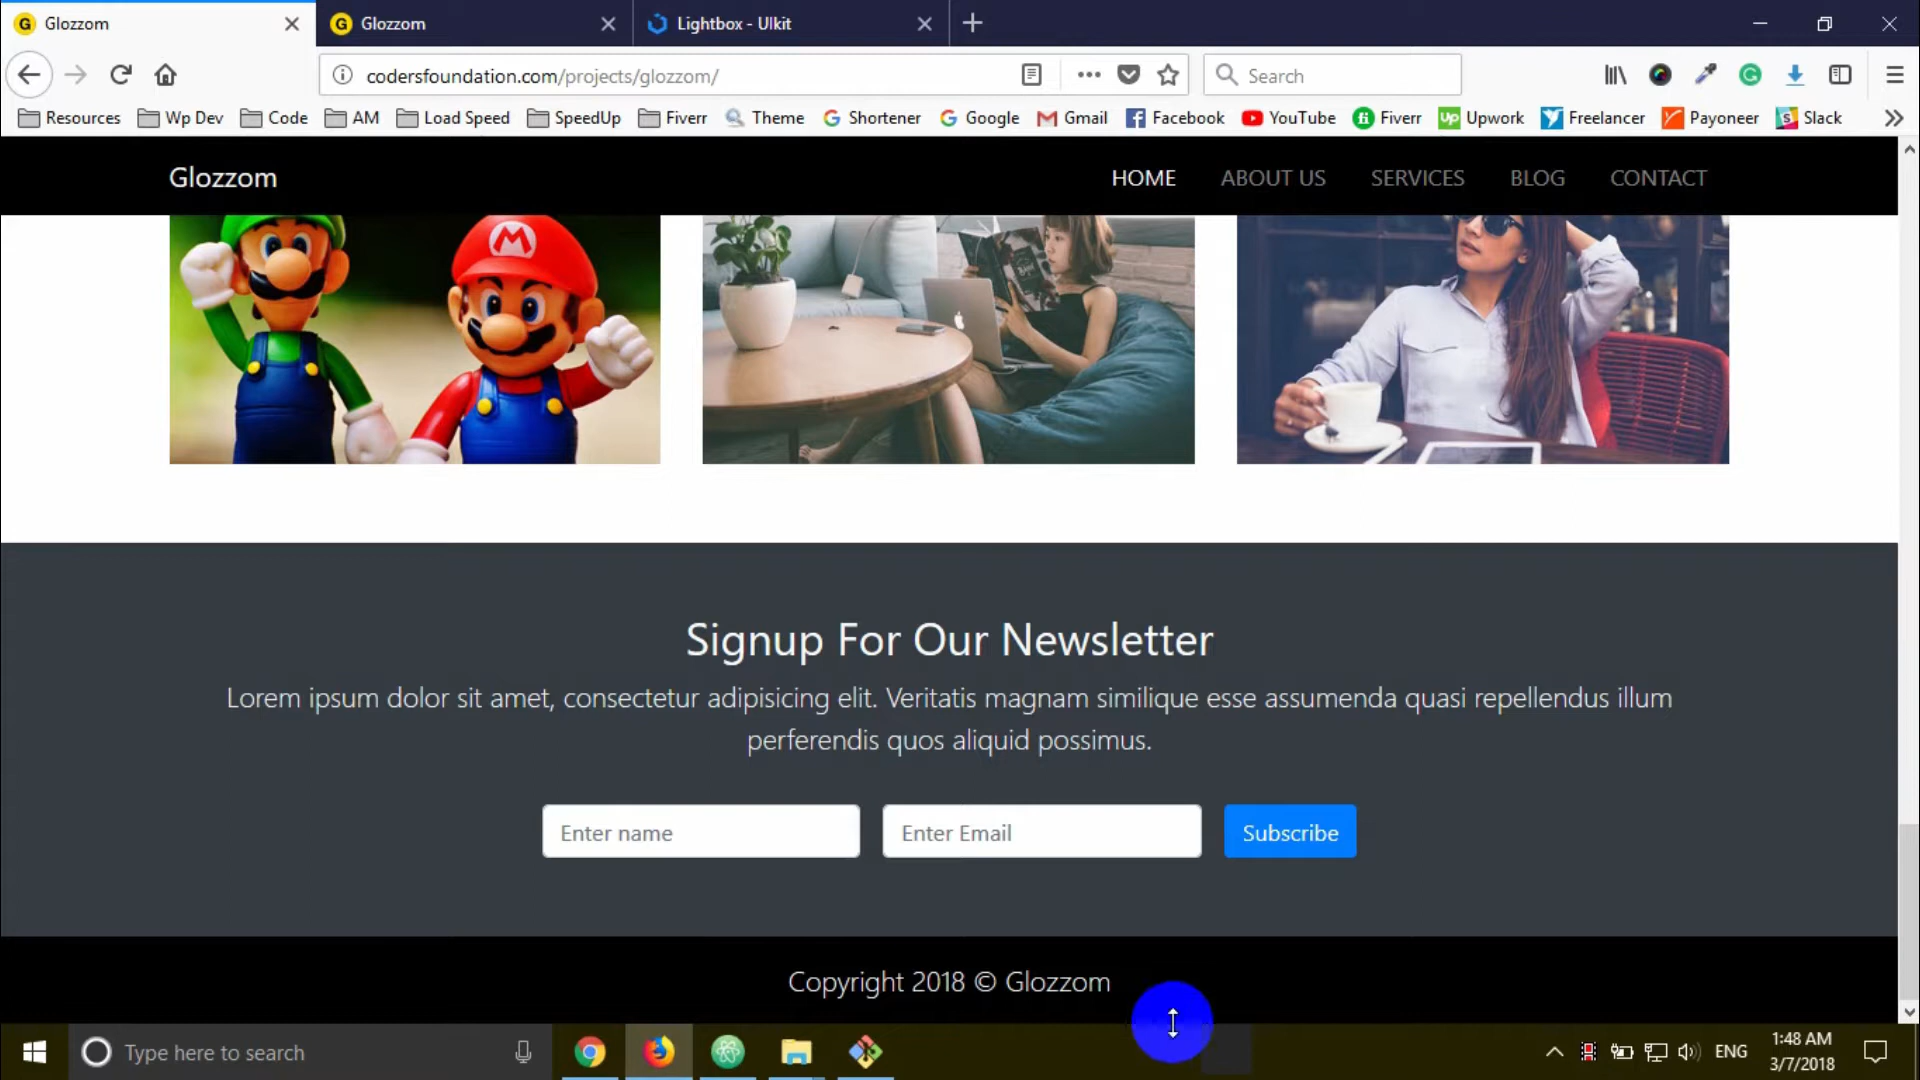 Glozzom
Glozzom
Lightbox - UIkit
codersfoundation.com/projects/glozzom/
Search
Resources
Wp Dev
Code
AM
Load Speed
SpeedUp
Fiverr
Theme
Shortener
Google
Gmail
Facebook
YouTube
Fiverr
Upwork
Freelancer
Payoneer
Slack
Glozzom
HOME
ABOUT US
SERVICES
BLOG
CONTACT
Signup For Our Newsletter
Lorem ipsum dolor sit amet, consectetur adipisicing elit. Veritatis magnam similique esse assumenda quasi repellendus illum
perferendis quos aliquid possimus.
Enter name
Enter Email
Subscribe
Copyright 2018 © Glozzom
Type here to search
ENG
1:48 AM
3/7/2018